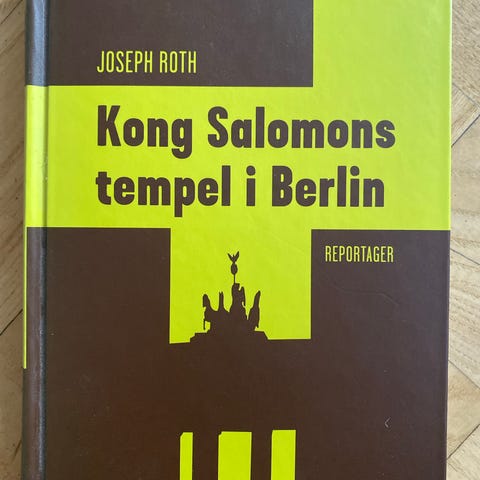 JOSEPH ROTH
Kong Salomons
tempel i Berlin
REPORTAGER